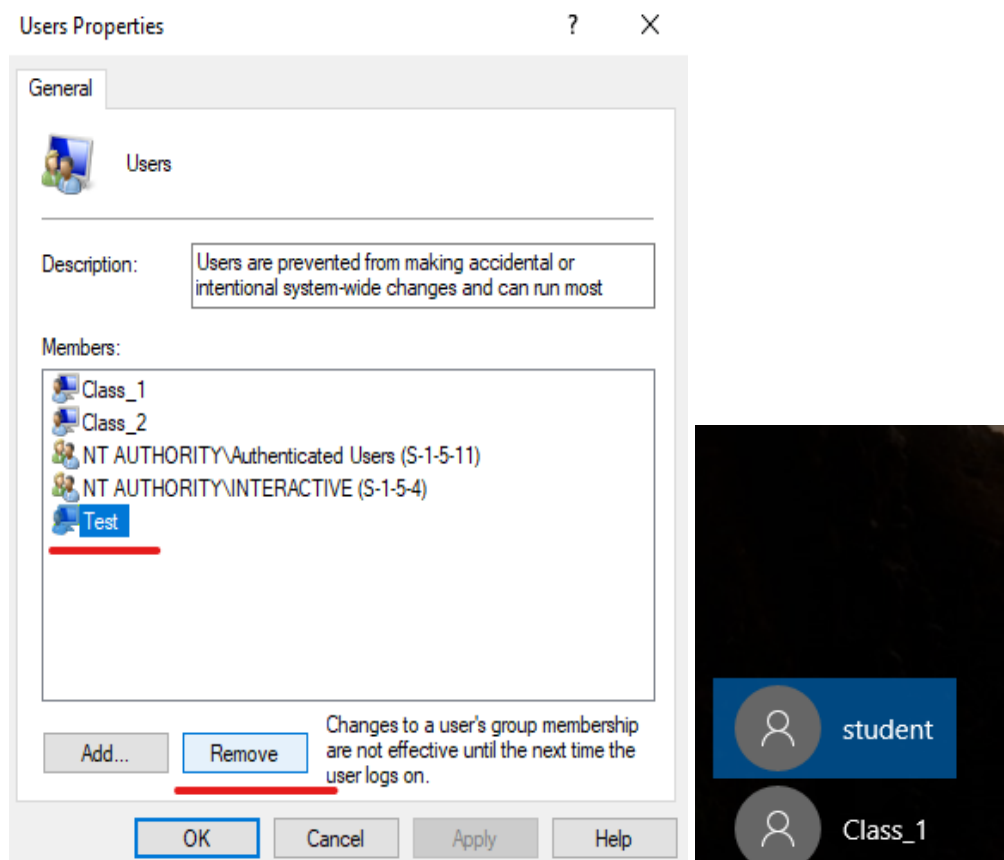 Users Properties
?
General
Users
Description:
Users are prevented from making accidental or
intentional system-wide changes and can run most
Members:
Class_1
Class_2
NT AUTHORITY\Authenticated Users (S-1-5-11)
NT AUTHORITY\INTERACTIVE (S-1-5-4)
Test
Add...
Remove
Changes to a user's group membership
are not effective until the next time the
user logs on.
OK
Cancel
Apply
Help
student
Class_1